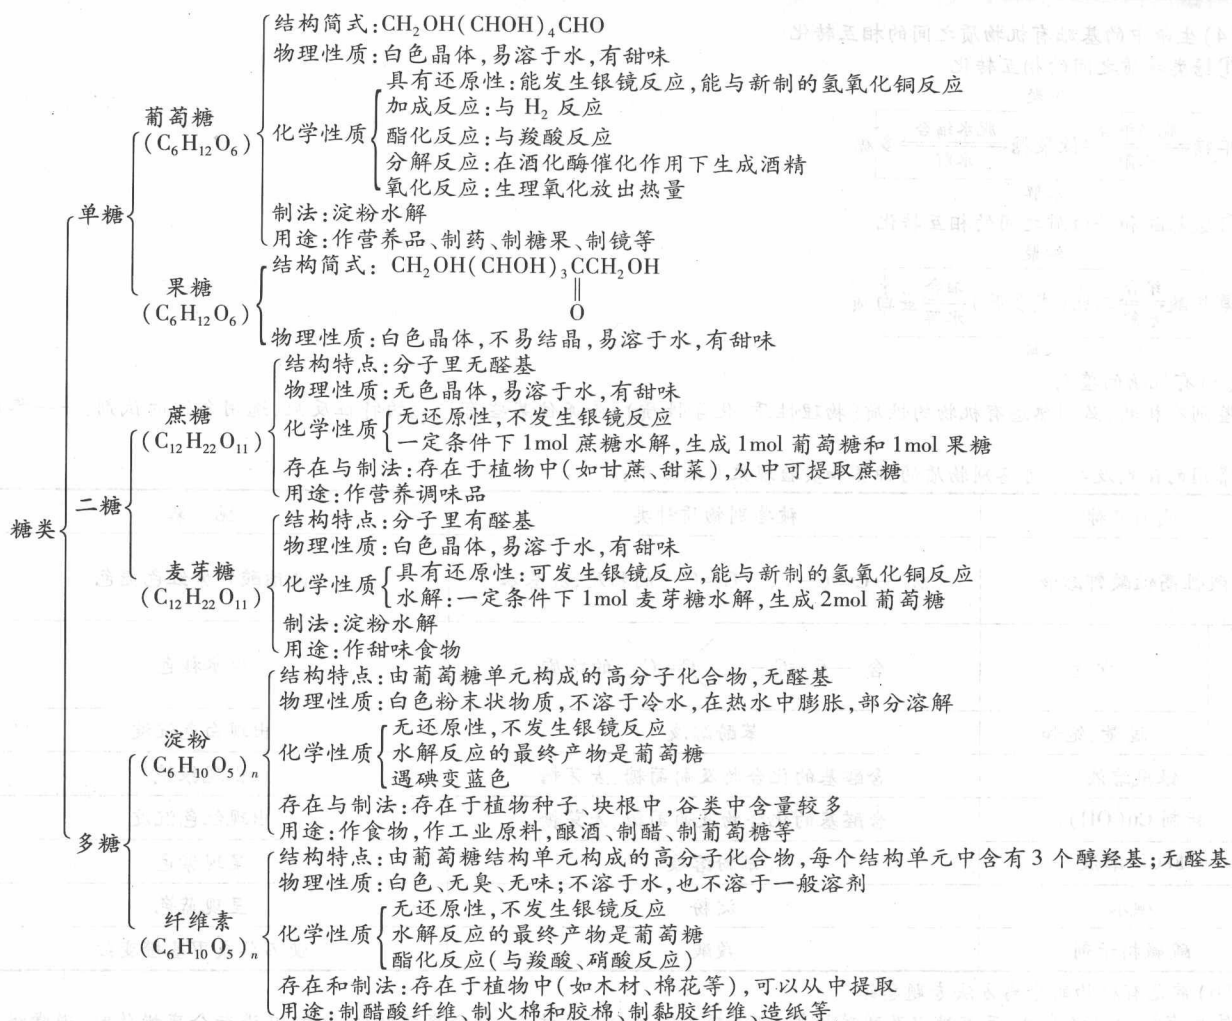 结构简式:CH₂OH(CHOH)₄CHO
物理性质:白色晶体,易溶于水,有甜味
具有还原性:能发生银镜反应,能与新制的氢氧化铜反应
加成反应:与 H₂ 反应
葡萄糖
(C₆H₁₂O₆)
化学性质
酯化反应:与羧酸反应
分解反应:在酒化酶催化作用下生成酒精
氧化反应:生理氧化放出热量
单糖
制法:淀粉水解
用途:作营养品、制药、制糖果、制镜等
结构简式: CH₂OH(CHOH)₃CCH₂OH
‖
O
果糖
(C₆H₁₂O₆)
物理性质:白色晶体,不易结晶,易溶于水,有甜味
结构特点:分子里无醛基
物理性质:无色晶体,易溶于水,有甜味
蔗糖
(C₁₂H₂₂O₁₁)
化学性质
无还原性,不发生银镜反应
一定条件下 1mol 蔗糖水解,生成 1mol 葡萄糖和 1mol 果糖
存在与制法:存在于植物中(如甘蔗、甜菜),从中可提取蔗糖
用途:作营养调味品
糖类
二糖
结构特点:分子里有醛基
物理性质:白色晶体,易溶于水,有甜味
麦芽糖
(C₁₂H₂₂O₁₁)
化学性质
具有还原性:可发生银镜反应,能与新制的氢氧化铜反应
水解:一定条件下 1mol 麦芽糖水解,生成 2mol 葡萄糖
制法:淀粉水解
用途:作甜味食物
结构特点:由葡萄糖单元构成的高分子化合物,无醛基
物理性质:白色粉末状物质,不溶于冷水,在热水中膨胀,部分溶解
淀粉
(C₆H₁₀O₅)ₙ
化学性质
无还原性,不发生银镜反应
水解反应的最终产物是葡萄糖
遇碘变蓝色
存在与制法:存在于植物种子、块根中,谷类中含量较多
用途:作食物,作工业原料,酿酒、制醋、制葡萄糖等
多糖
结构特点:由葡萄糖结构单元构成的高分子化合物,每个结构单元中含有 3 个醇羟基;无醛基
物理性质:白色、无臭、无味;不溶于水,也不溶于一般溶剂
纤维素
(C₆H₁₀O₅)ₙ
化学性质
无还原性,不发生银镜反应
水解反应的最终产物是葡萄糖
酯化反应(与羧酸、硝酸反应)
存在和制法:存在于植物中(如木材、棉花等),可以从中提取
用途:制醋酸纤维、制火棉和胶棉、制黏胶纤维、造纸等